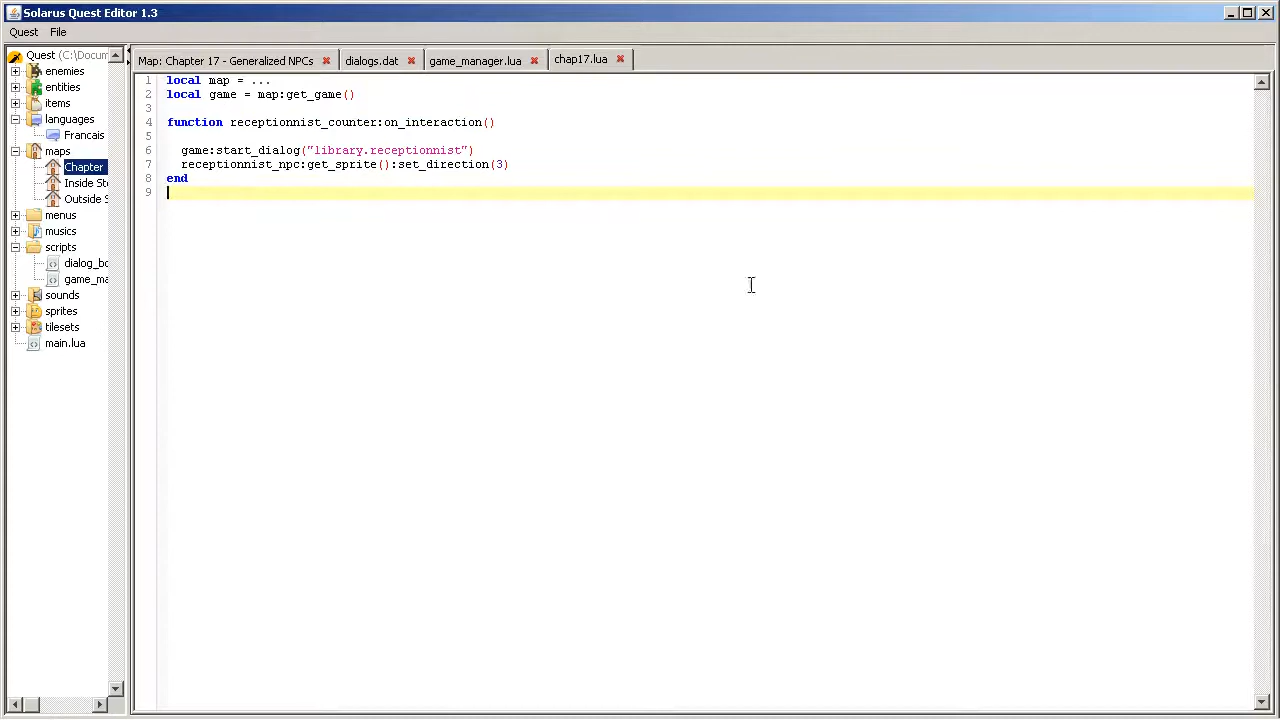 Solarus Quest Editor 1.3
Quest File
Quest (C:\Docum
enemies
entities
items
languages
Francais
maps
Chapter
Inside St
Outside S
menus
musics
scripts
dialog_bo
game_ma
sounds
sprites
tilesets
main.lua
Map: Chapter 17 - Generalized NPCs dialogs.dat game_manager.lua chap17.lua
1 local map = ...
2 local game = map:get_game()
3
4 function receptionnist_counter:on_interaction()
5
6 game:start_dialog("library.receptionnist")
7 receptionnist_npc:get_sprite():set_direction(3)
8 end
9